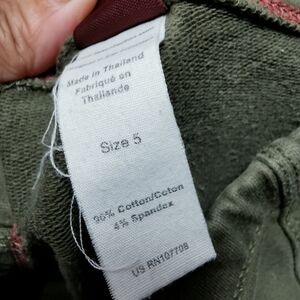 Made in Thailand
Fabriqué en
Thaïlande
Size 5
96% Cotton/Coton
4% Spandex
US RN107708